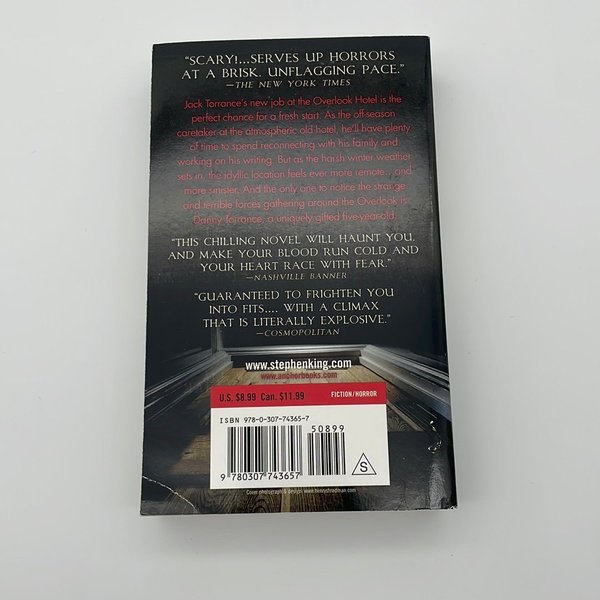 “SCARY!...SERVES UP HORRORS
AT A BRISK, UNFLAGGING PACE.”
—THE NEW YORK TIMES
Jack Torrance's new job at the Overlook Hotel is the
perfect chance for a fresh start. As the off-season
caretaker at the atmospheric old hotel, he'll have plenty
of time to spend reconnecting with his family and
working on his writing. But as the harsh winter weather
sets in, the idyllic location feels ever more remote...and
more sinister. And the only one to notice the strange
and terrible forces gathering around the Overlook is
Danny Torrance, a uniquely gifted five-year-old.
“THIS CHILLING NOVEL WILL HAUNT YOU,
AND MAKE YOUR BLOOD RUN COLD AND
YOUR HEART RACE WITH FEAR.”
—NASHVILLE BANNER
“GUARANTEED TO FRIGHTEN YOU
INTO FITS.... WITH A CLIMAX
THAT IS LITERALLY EXPLOSIVE.”
—COSMOPOLITAN
www.stephenking.com
www.anchorbooks.com
U.S. $8.99 Can. $11.99 FICTION/HORROR
ISBN 978-0-307-74365-7
50899
9 780307 743657
S
Cover photograph & design: www.henrysteadman.com